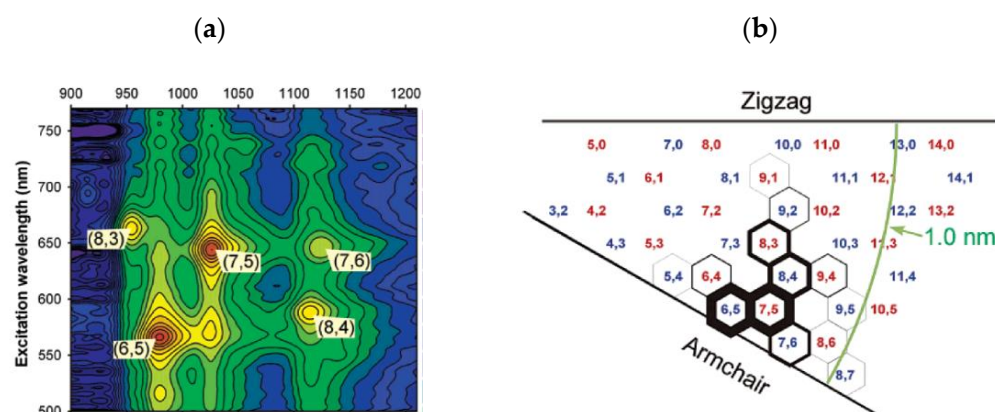 (a)
900 950 1000 1050 1100 1150 1200
Excitation wavelength (nm)
750
700
650
600
550
500
(8,3)
(7,5)
(7,6)
(8,4)
(6,5)
(b)
Zigzag
5,0 7,0 8,0 10,0 11,0 13,0 14,0
5,1 6,1 8,1 9,1 11,1 12,1 14,1
3,2 4,2 6,2 7,2 9,2 10,2 12,2 13,2
4,3 5,3 7,3 8,3 10,3 11,3 1.0 nm
5,4 6,4 8,4 9,4 11,4
6,5 7,5 9,5 10,5
7,6 8,6
8,7
Armchair